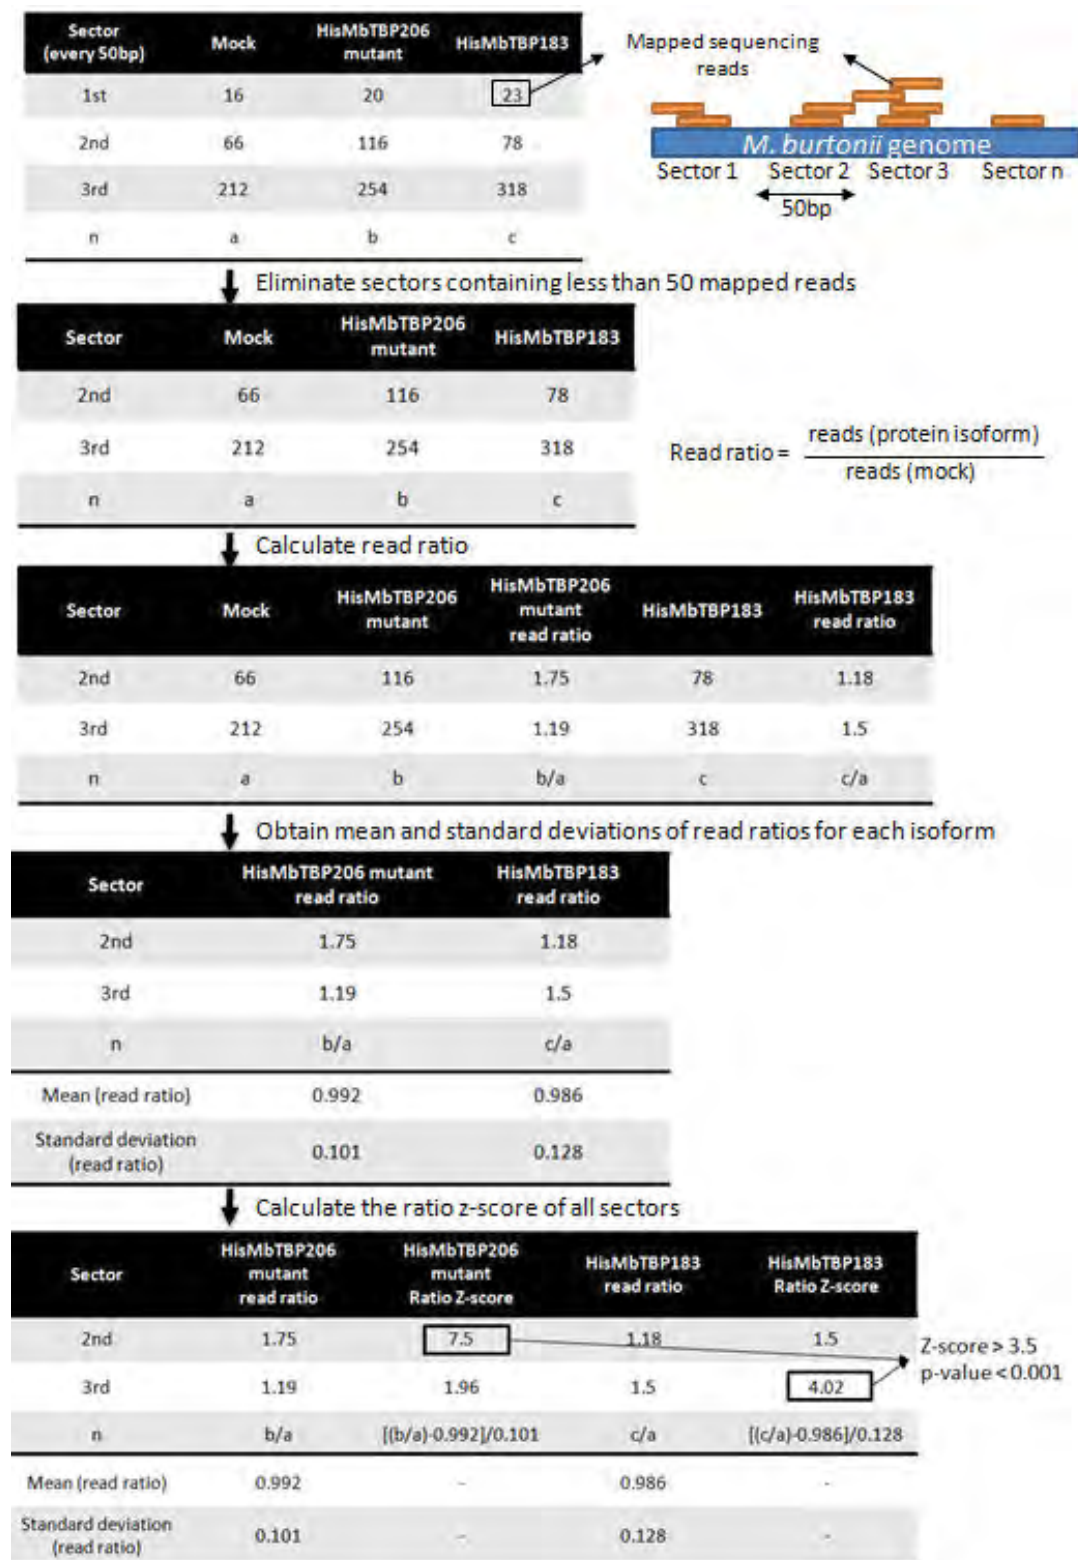 Sector (every 50bp) Mock HisMbTBP206 mutant HisMbTBP183
1st 16 20 23
2nd 66 116 78
3rd 212 254 318
n a b c
Mapped sequencing
reads
M. burtonii genome
Sector 1 Sector 2 Sector 3 Sector n
50bp
Eliminate sectors containing less than 50 mapped reads
Sector Mock HisMbTBP206 mutant HisMbTBP183
2nd 66 116 78
3rd 212 254 318
n a b c
Read ratio = reads (protein isoform)
reads (mock)
Calculate read ratio
Sector Mock HisMbTBP206 mutant HisMbTBP206 mutant read ratio HisMbTBP183 HisMbTBP183 read ratio
2nd 66 116 1.75 78 1.18
3rd 212 254 1.19 318 1.5
n a b b/a c c/a
Obtain mean and standard deviations of read ratios for each isoform
Sector HisMbTBP206 mutant read ratio HisMbTBP183 read ratio
2nd 1.75 1.18
3rd 1.19 1.5
n b/a c/a
Mean (read ratio) 0.992 0.986
Standard deviation (read ratio) 0.101 0.128
Calculate the ratio z-score of all sectors
Sector HisMbTBP206 mutant read ratio HisMbTBP206 mutant Ratio Z-score HisMbTBP183 read ratio HisMbTBP183 Ratio Z-score
2nd 1.75 7.5 1.18 1.5
3rd 1.19 1.96 1.5 4.02
n b/a [(b/a)-0.992]/0.101 c/a [(c/a)-0.986]/0.128
Mean (read ratio) 0.992 - 0.986 -
Standard deviation (read ratio) 0.101 - 0.128 -
Z-score > 3.5
p-value < 0.001